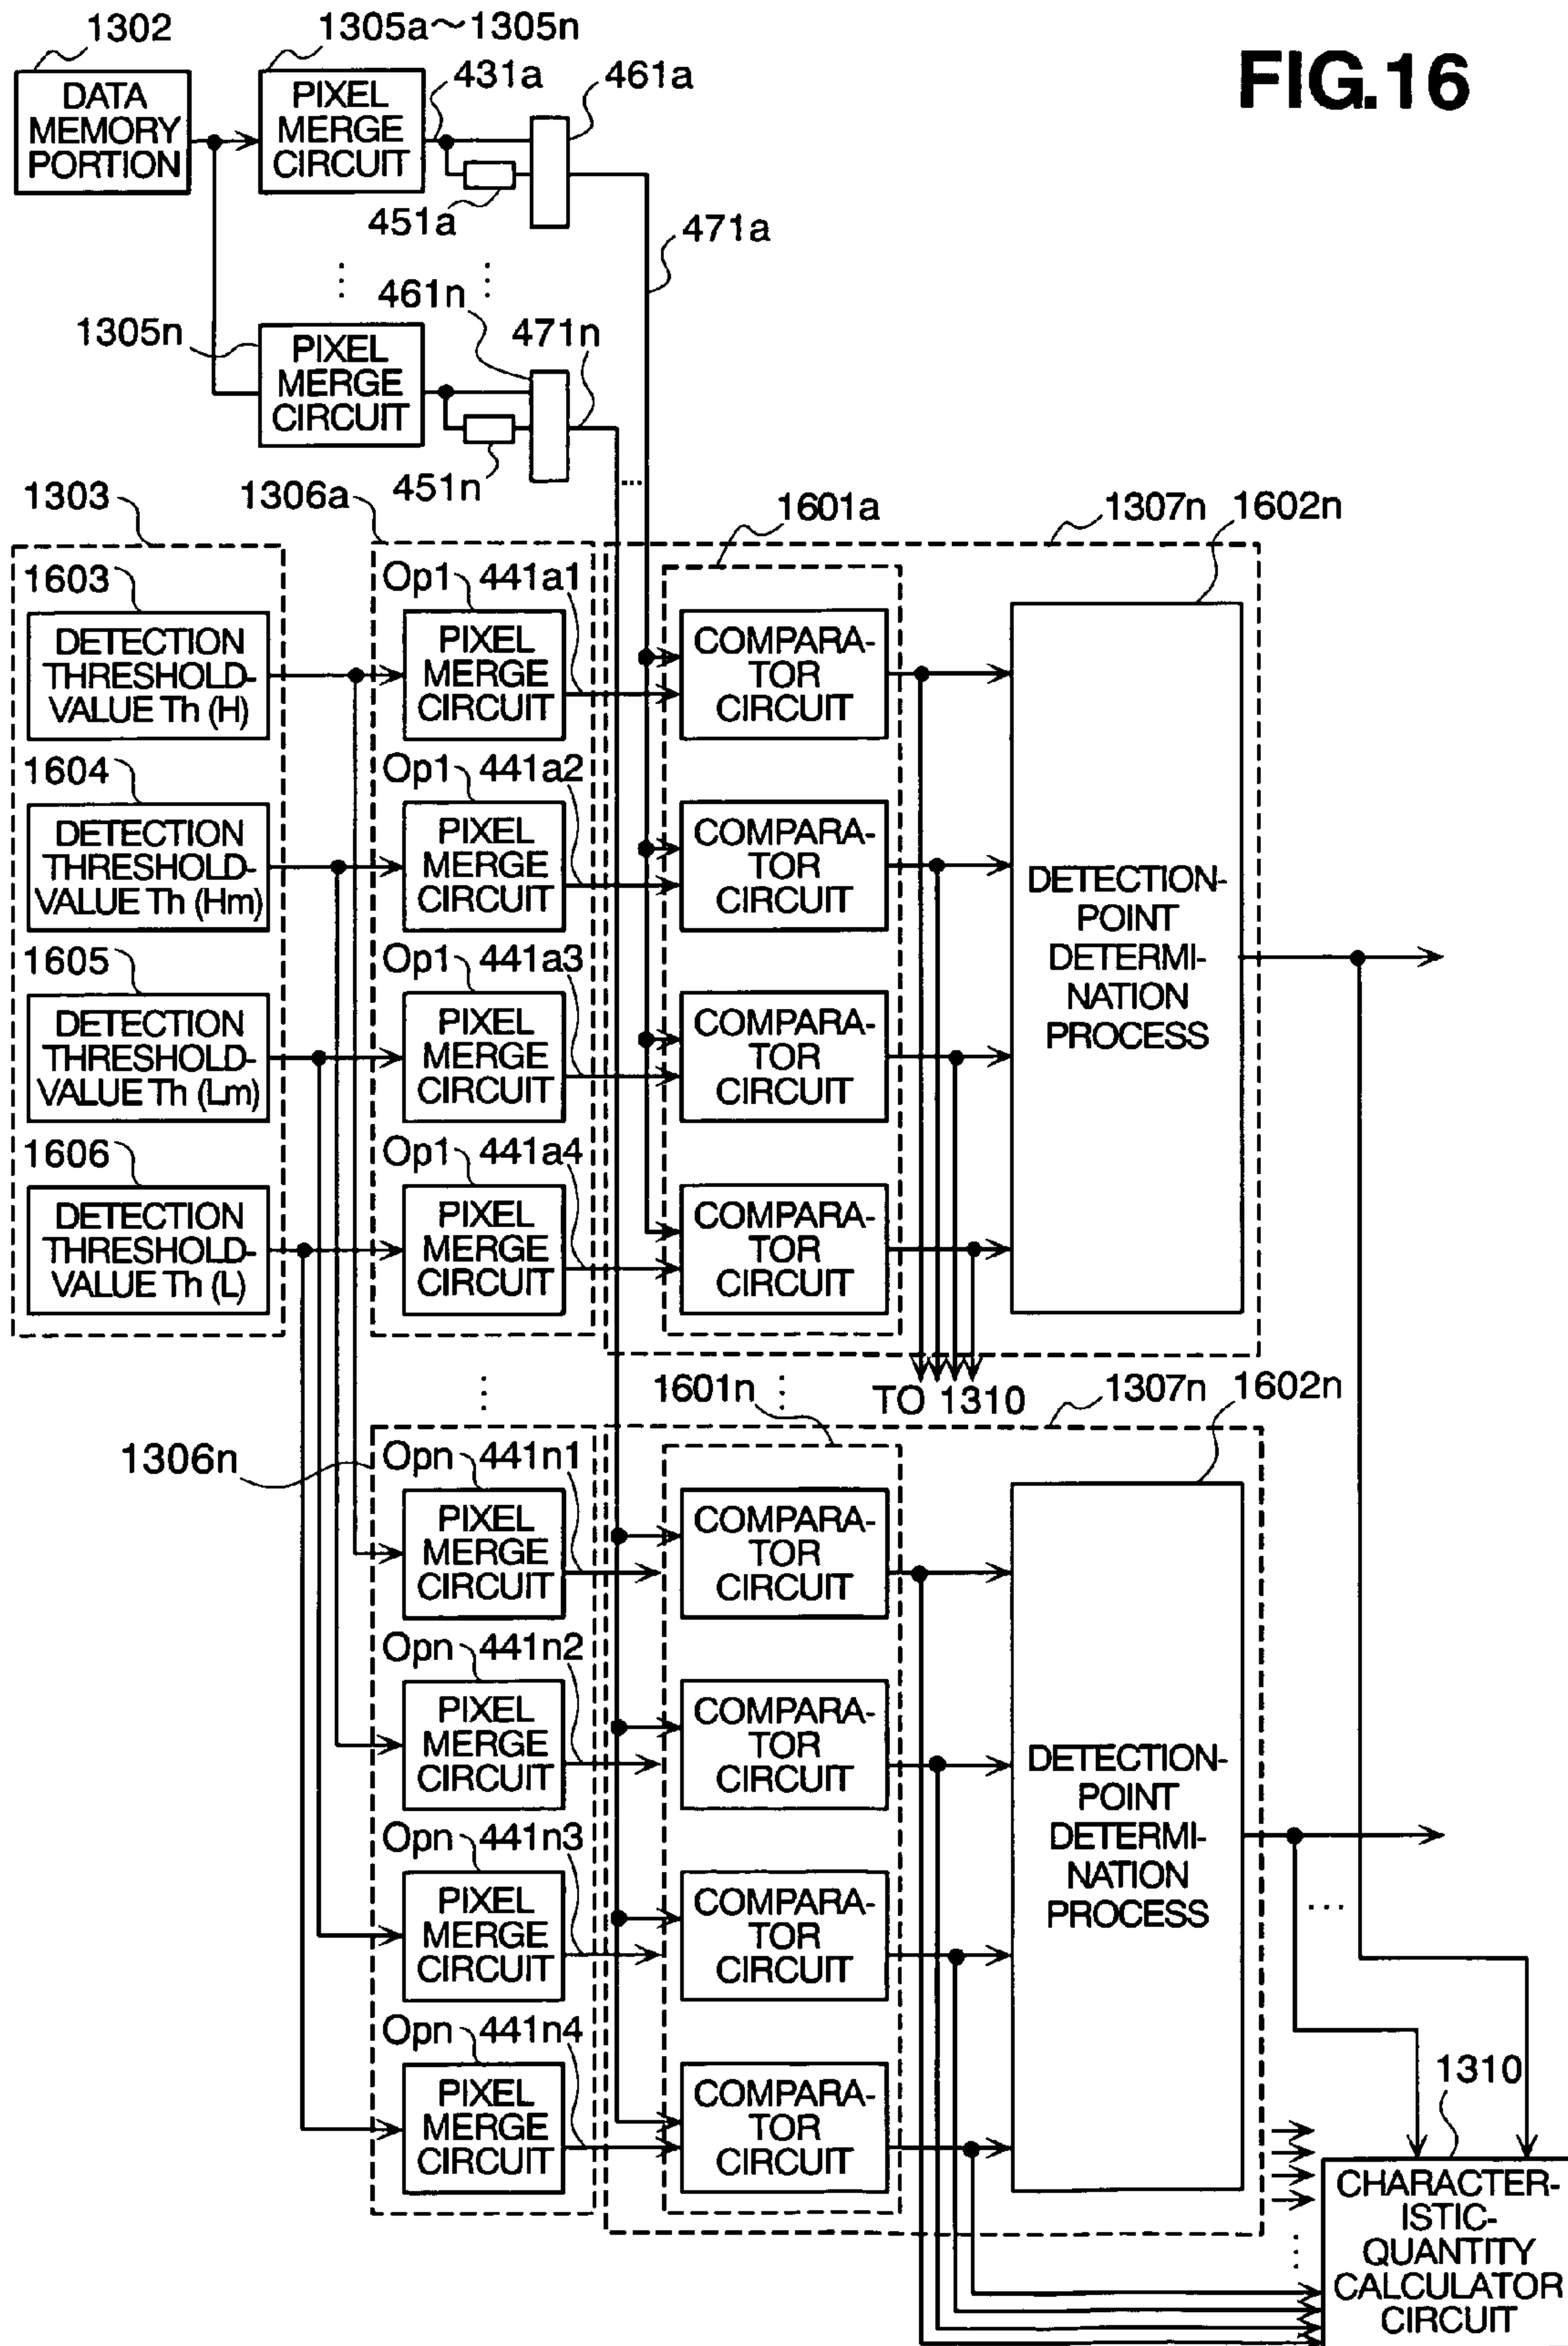 FIG.16
1302
1305a~1305n
431a
461a
DATA
MEMORY
PORTION
PIXEL
MERGE
CIRCUIT
451a
471a
461n
471n
1305n
PIXEL
MERGE
CIRCUIT
451n
1303
1306a
1601a
1307n
1602n
1603
DETECTION
THRESHOLD-
VALUE Th (H)
Op1
441a1
PIXEL
MERGE
CIRCUIT
COMPARA-
TOR
CIRCUIT
1604
DETECTION
THRESHOLD-
VALUE Th (Hm)
Op1
441a2
PIXEL
MERGE
CIRCUIT
COMPARA-
TOR
CIRCUIT
DETECTION-
POINT
DETERMI-
NATION
PROCESS
1605
DETECTION
THRESHOLD-
VALUE Th (Lm)
Op1
441a3
PIXEL
MERGE
CIRCUIT
COMPARA-
TOR
CIRCUIT
1606
DETECTION
THRESHOLD-
VALUE Th (L)
Op1
441a4
PIXEL
MERGE
CIRCUIT
COMPARA-
TOR
CIRCUIT
TO 1310
1601n
1307n
1602n
1306n
Opn
441n1
PIXEL
MERGE
CIRCUIT
COMPARA-
TOR
CIRCUIT
Opn
441n2
PIXEL
MERGE
CIRCUIT
COMPARA-
TOR
CIRCUIT
DETECTION-
POINT
DETERMI-
NATION
PROCESS
Opn
441n3
PIXEL
MERGE
CIRCUIT
COMPARA-
TOR
CIRCUIT
Opn
441n4
PIXEL
MERGE
CIRCUIT
COMPARA-
TOR
CIRCUIT
1310
CHARACTER-
ISTIC-
QUANTITY
CALCULATOR
CIRCUIT